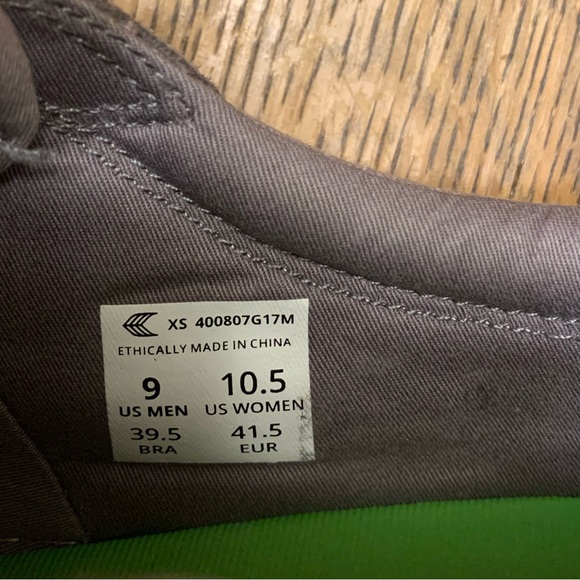 XS 400807G17M
ETHICALLY MADE IN CHINA
9 10.5
US MEN US WOMEN
39.5 41.5
BRA EUR